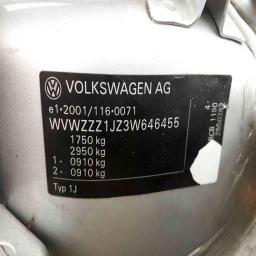 VOLKSWAGEN AG
e1*2001/116*0071
WVWZZZ1JZ3W646455
1750 kg
2950 kg
1- 0910 kg
2- 0910 kg
Typ 1J